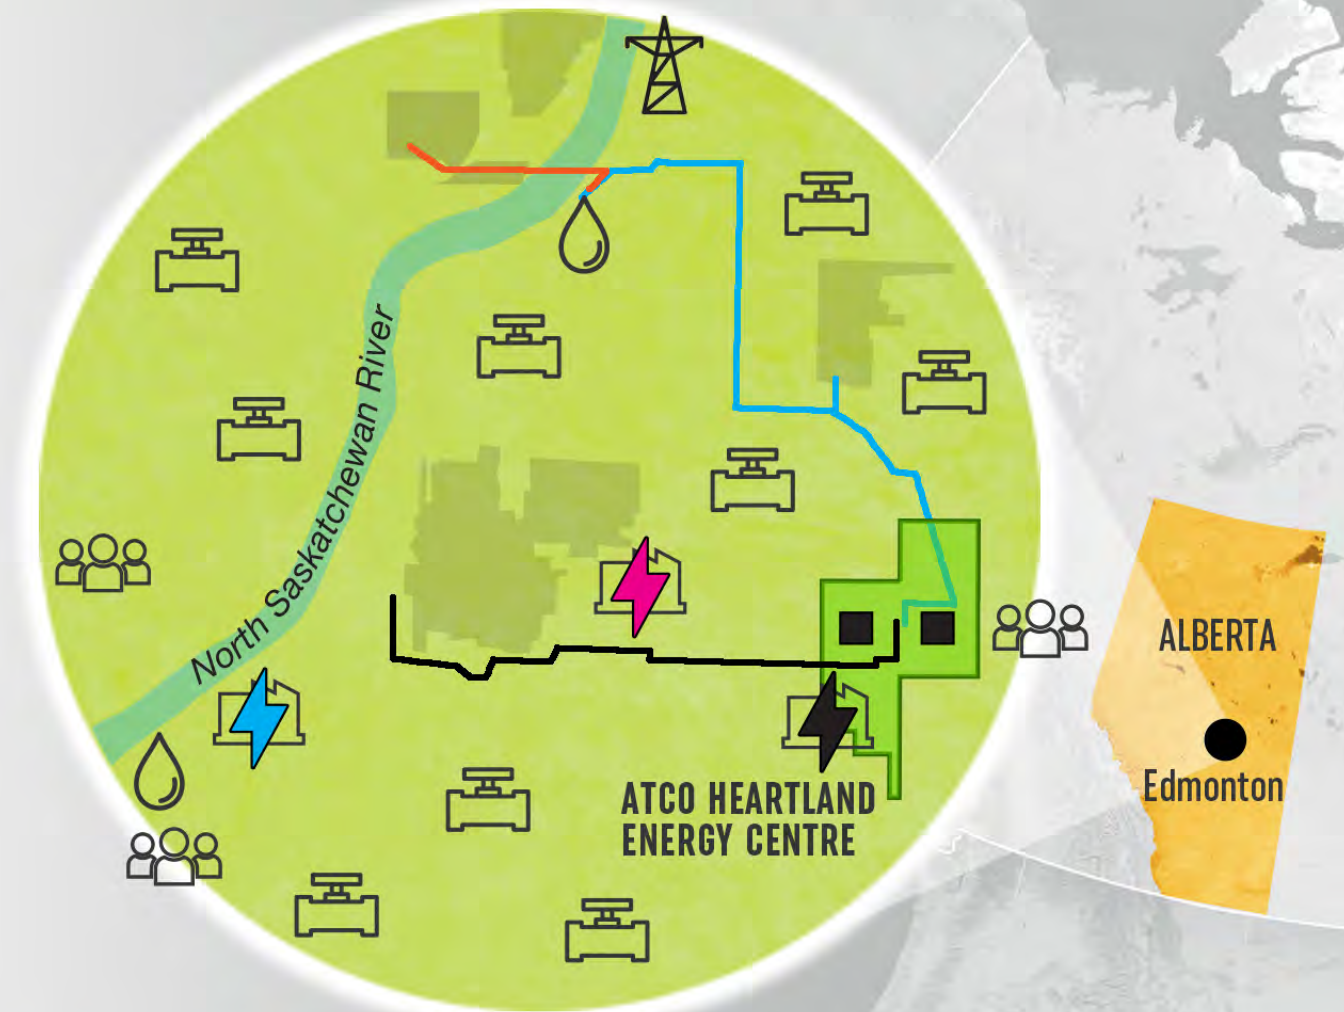 North Saskatchewan River
ATCO HEARTLAND
ENERGY CENTRE
ALBERTA
Edmonton